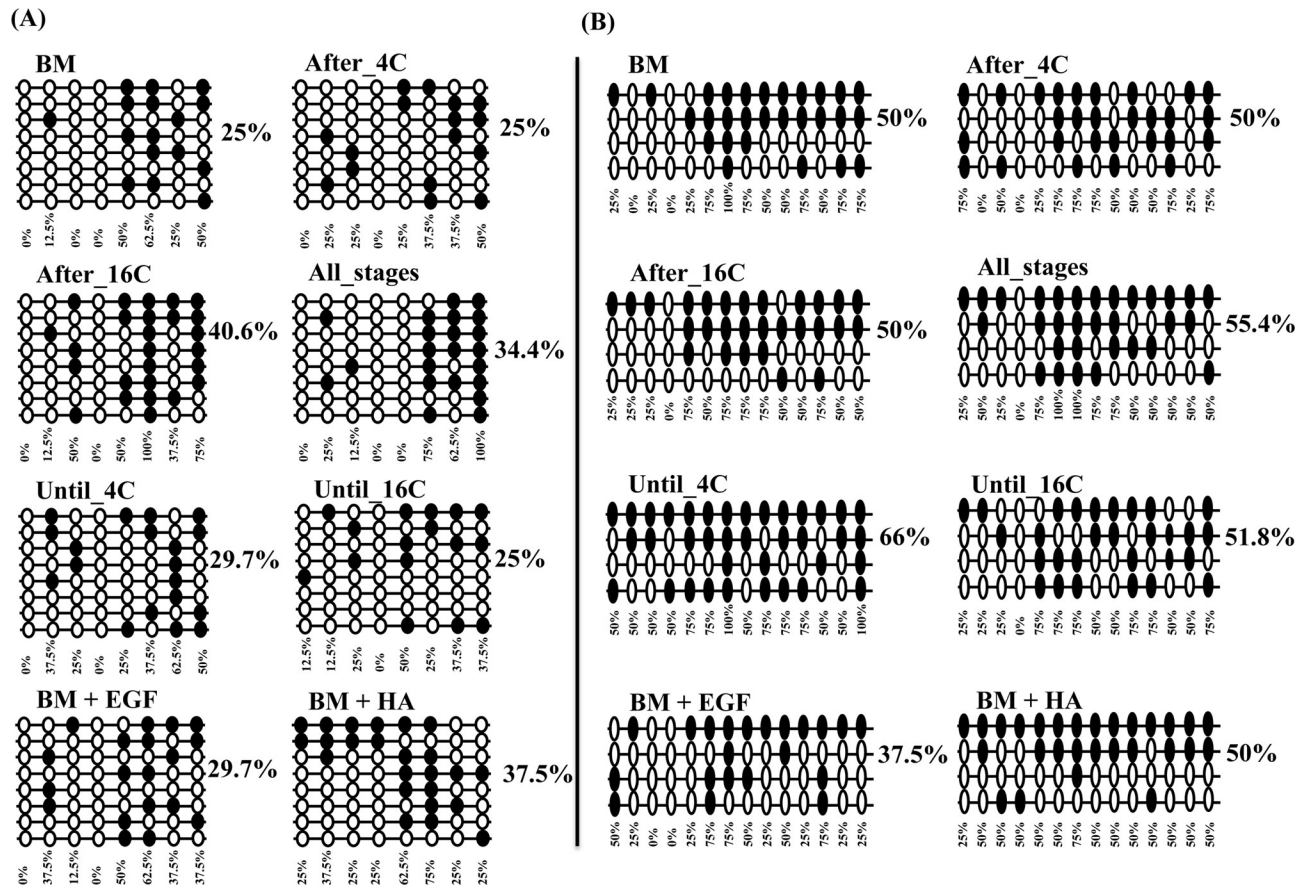 (A)
(B)
BM
After_4C
25%
25%
0% 12.5% 0% 0% 50% 62.5% 25% 50%
0% 25% 25% 0% 25% 37.5% 37.5% 50%
After_16C
All_stages
40.6%
34.4%
0% 12.5% 50% 0% 50% 100% 37.5% 75%
0% 25% 12.5% 0% 0% 75% 62.5% 100%
Until_4C
Until_16C
29.7%
25%
0% 37.5% 25% 0% 25% 37.5% 62.5% 50%
12.5% 12.5% 25% 0% 50% 25% 37.5% 37.5%
BM + EGF
BM + HA
29.7%
37.5%
0% 37.5% 12.5% 0% 50% 62.5% 37.5% 37.5%
25% 37.5% 25% 25% 62.5% 75% 25% 25%
BM
After_4C
50%
50%
25% 0% 25% 0% 25% 75% 100% 75% 50% 50% 75% 50% 75% 75%
75% 0% 50% 0% 25% 75% 75% 50% 50% 50% 50% 75% 25% 75%
After_16C
All_stages
50%
55.4%
25% 25% 25% 0% 75% 50% 75% 75% 75% 50% 50% 75% 50% 50%
25% 50% 25% 0% 75% 100% 100% 75% 75% 50% 50% 50% 50% 50%
Until_4C
Until_16C
66%
51.8%
50% 50% 50% 50% 75% 75% 100% 50% 75% 75% 50% 50% 50% 100%
25% 25% 25% 0% 75% 75% 75% 50% 50% 75% 75% 50% 50% 75%
BM + EGF
BM + HA
37.5%
50%
50% 25% 0% 0% 25% 75% 75% 50% 25% 50% 25% 75% 25% 25%
25% 50% 50% 50% 50% 50% 75% 50% 50% 50% 50% 50% 50% 50%